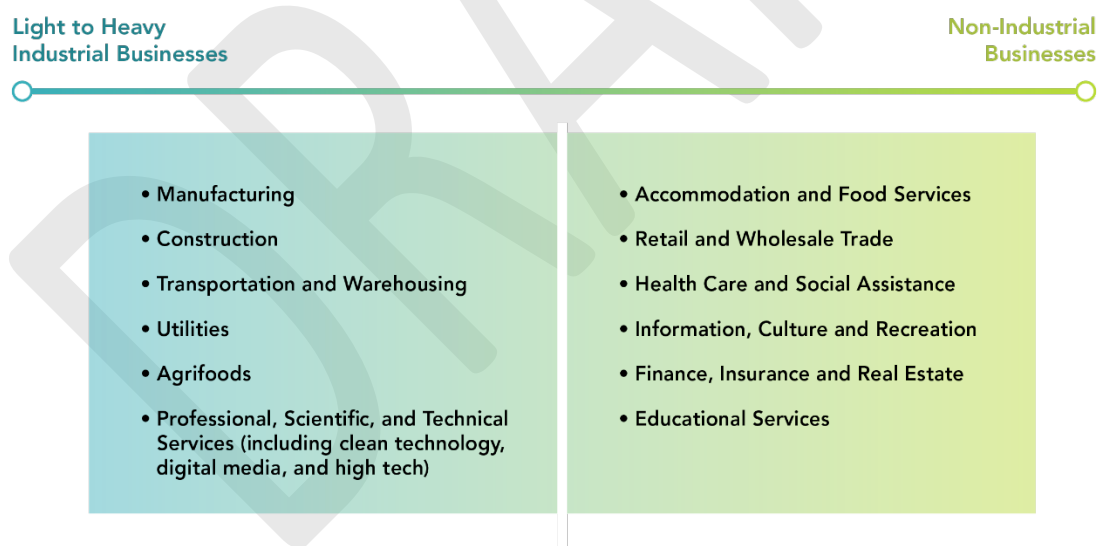 Light to Heavy
Industrial Businesses
Non-Industrial
Businesses
• Manufacturing
• Construction
• Transportation and Warehousing
• Utilities
• Agrifoods
• Professional, Scientific, and Technical
Services (including clean technology,
digital media, and high tech)
• Accommodation and Food Services
• Retail and Wholesale Trade
• Health Care and Social Assistance
• Information, Culture and Recreation
• Finance, Insurance and Real Estate
• Educational Services
DRA